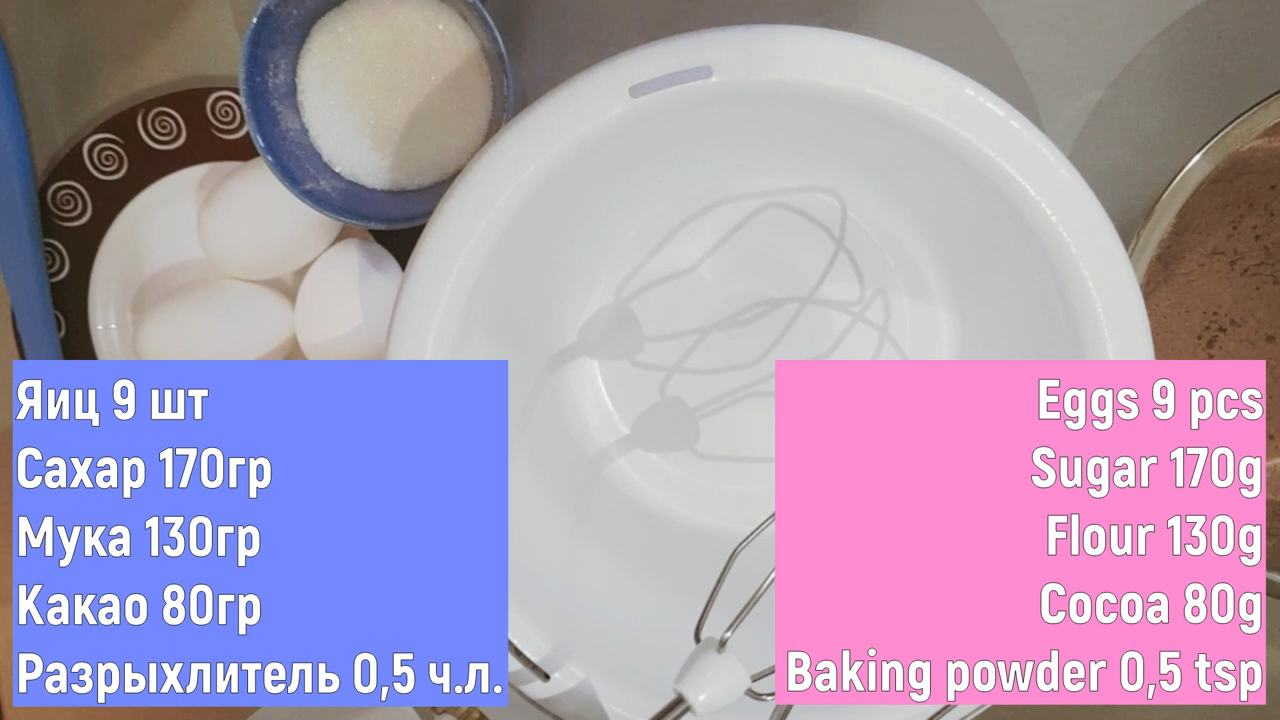 Яиц 9 шт
Сахар 170гр
Мука 130гр
Какао 80гр
Разрыхлитель 0,5 ч.л.
Eggs 9 pcs
Sugar 170g
Flour 130g
Cocoa 80g
Baking powder 0,5 tsp